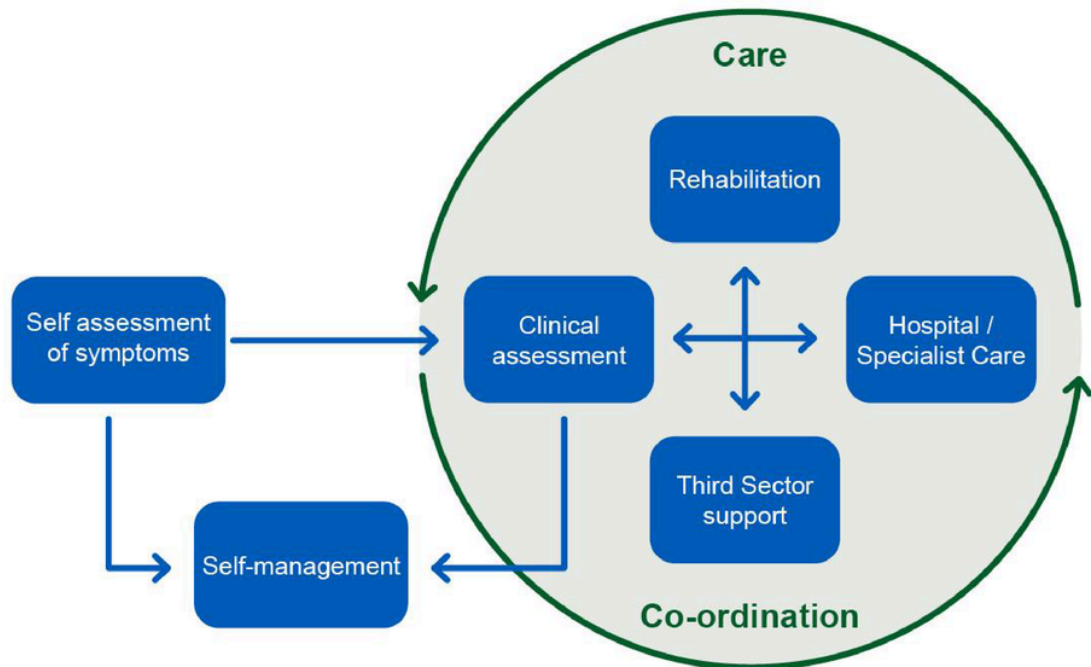 Care
Rehabilitation
Self assessment
of symptoms
Clinical
assessment
Hospital /
Specialist Care
Third Sector
support
Self-management
Co-ordination